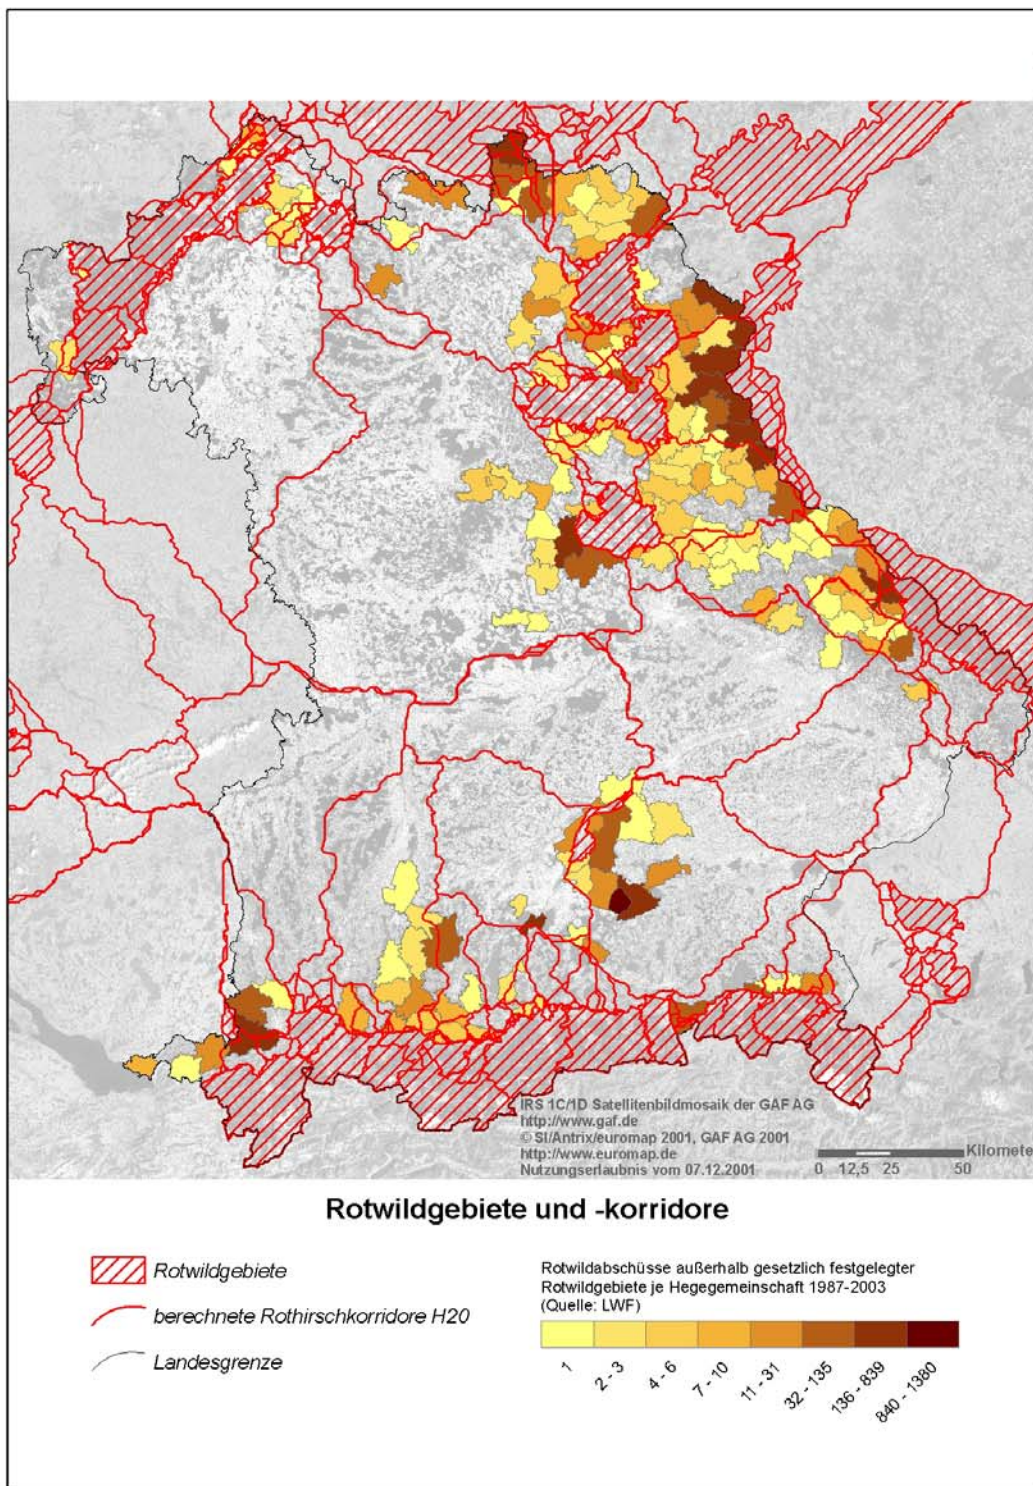 IRS 1C/1D Satellitenbildmosaik der GAF AG
http://www.gaf.de
© SI/Antrix/euromap 2001, GAF AG 2001
http://www.euromap.de
Nutzungserlaubnis vom 07.12.2001
Kilomete
0 12,5 25 50
Rotwildgebiete und -korridore
Rotwildgebiete
berechnete Rothirschkorridore H20
Landesgrenze
Rotwildabschüsse außerhalb gesetzlich festgelegter
Rotwildgebiete je Hegegemeinschaft 1987-2003
(Quelle: LWF)
1
2 - 3
4 - 6
7 - 10
11 - 31
32 - 135
136 - 839
840 - 1380